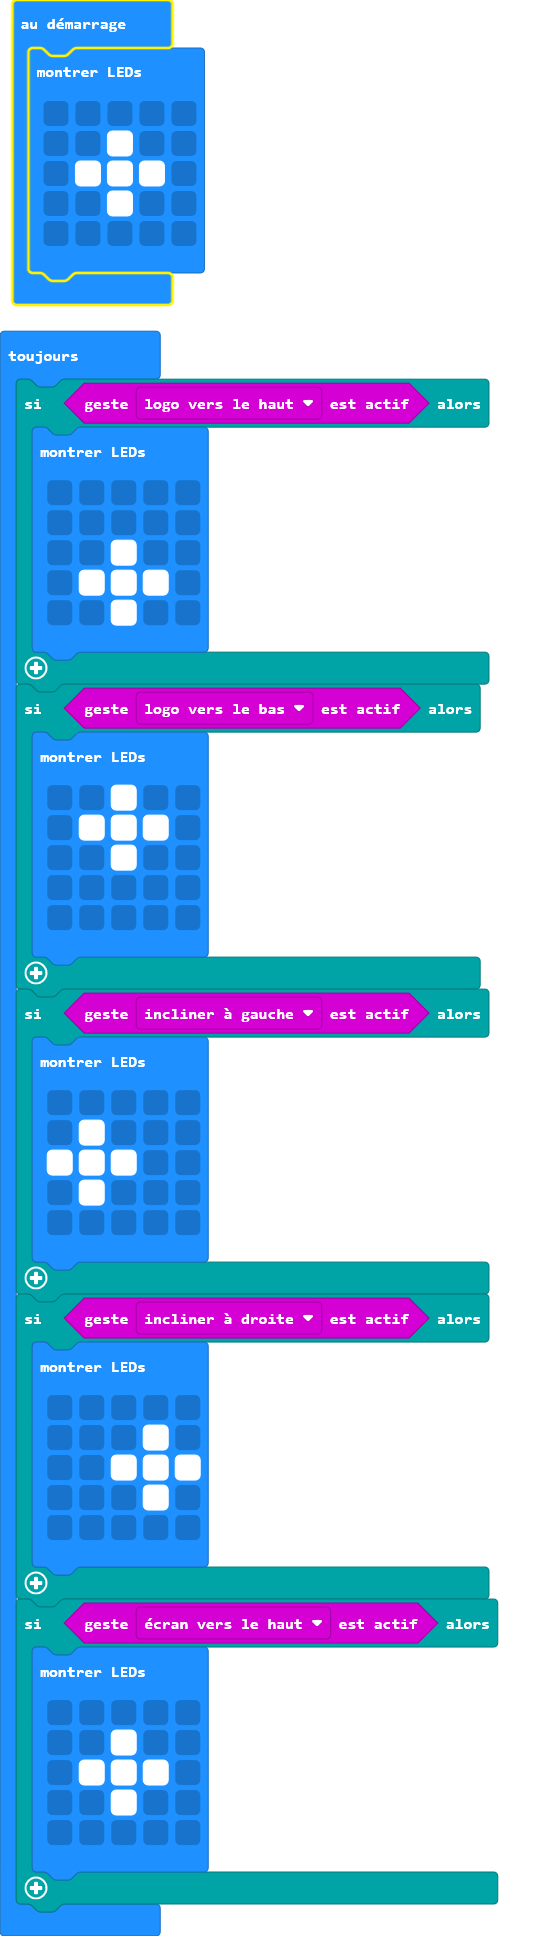 au démarrage
montrer LEDs
toujours
si geste logo vers le haut est actif alors
montrer LEDs
si geste logo vers le bas est actif alors
montrer LEDs
si geste incliner à gauche est actif alors
montrer LEDs
si geste incliner à droite est actif alors
montrer LEDs
si geste écran vers le haut est actif alors
montrer LEDs